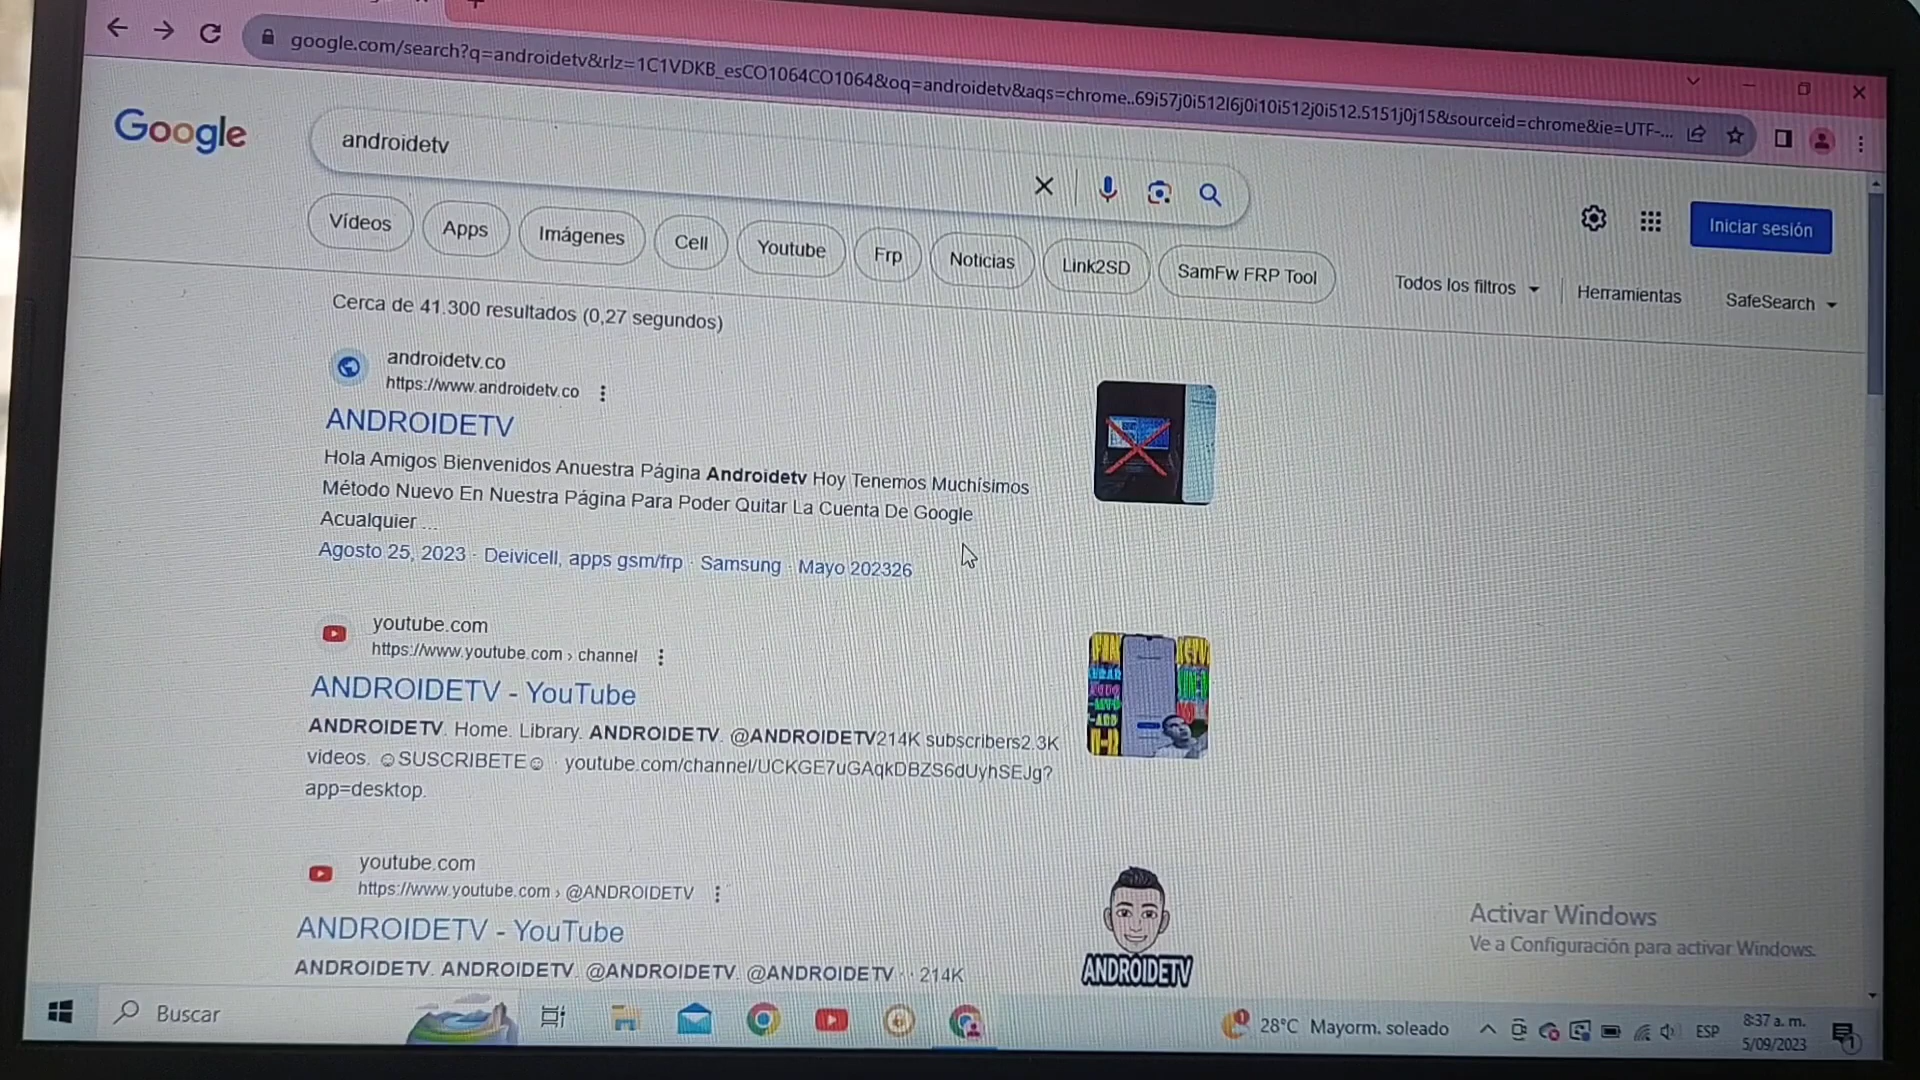 google.com/search?q=androidetv&rlz=1C1VDKB_esCO1064CO1064&oq=androidetv&aqs=chrome..69i57j0i512l6j0i10i512j0i512.5151j0j15&sourceid=chrome&ie=UTF-...
Google
androidetv
Vídeos Apps Imágenes Cell Youtube Frp Noticias Link2SD SamFw FRP Tool
Todos los filtros Herramientas SafeSearch
Iniciar sesión
Cerca de 41.300 resultados (0,27 segundos)
androidetv.co
https://www.androidetv.co
ANDROIDETV
Hola Amigos Bienvenidos Anuestra Página Androidetv Hoy Tenemos Muchísimos
Método Nuevo En Nuestra Página Para Poder Quitar La Cuenta De Google
Acualquier ...
Agosto 25, 2023 · Deivicell, apps gsm/frp · Samsung · Mayo 202326
youtube.com
https://www.youtube.com › channel
ANDROIDETV - YouTube
ANDROIDETV. Home. Library. ANDROIDETV. @ANDROIDETV214K subscribers2.3K
videos. ☺SUSCRIBETE☺ · youtube.com/channel/UCKGE7uGAqkDBZS6dUyhSEJg?
app=desktop.
youtube.com
https://www.youtube.com › @ANDROIDETV
ANDROIDETV - YouTube
ANDROIDETV. ANDROIDETV. @ANDROIDETV. @ANDROIDETV · · 214K
ANDROIDETV
Activar Windows
Ve a Configuración para activar Windows.
Buscar
28°C Mayorm. soleado
ESP
8:37 a. m.
5/09/2023